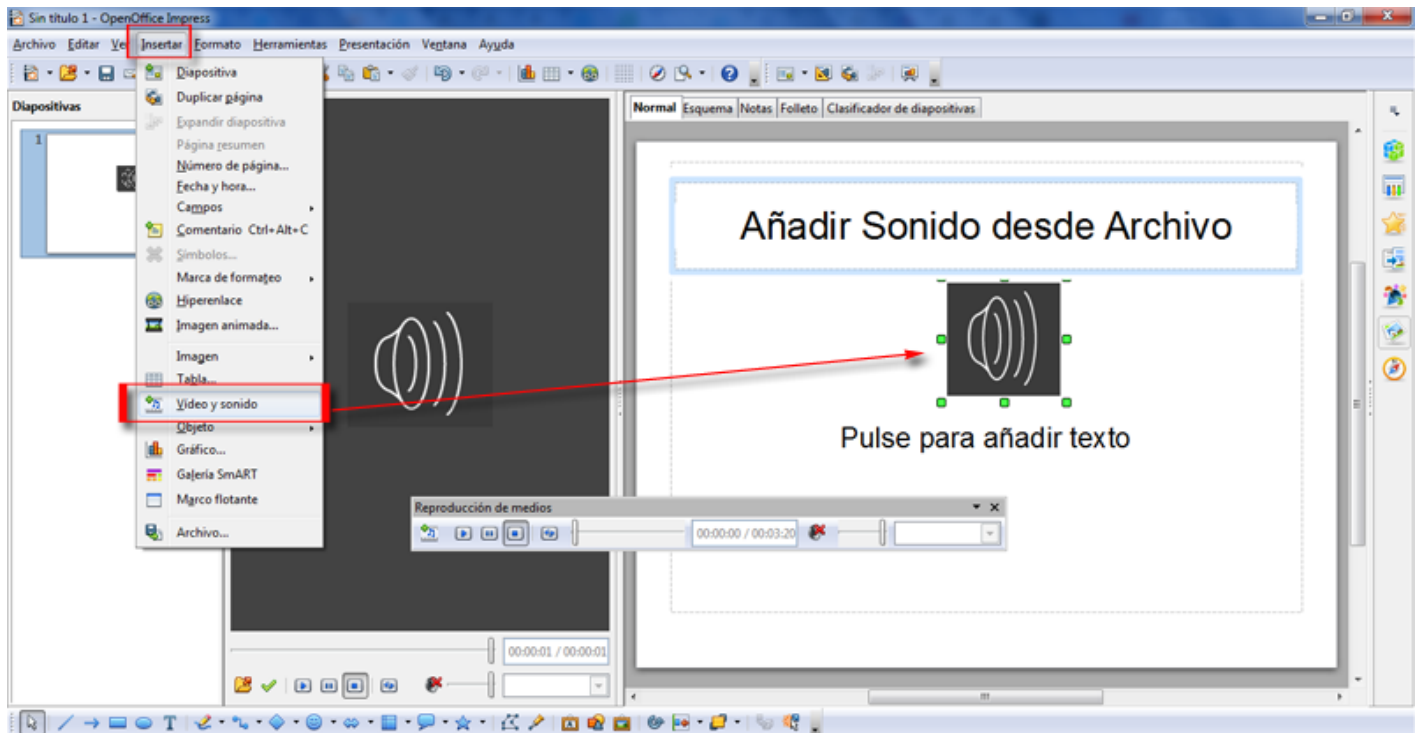 Sin título 1 - OpenOffice Impress
Archivo Editar Ver Insertar Formato Herramientas Presentación Ventana Ayuda
Diapositivas
1
Diapositiva
Duplicar página
Expandir diapositiva
Página resumen
Número de página...
Fecha y hora...
Campos
Comentario Ctrl+Alt+C
Símbolos...
Marca de formateo
Hiperenlace
Imagen animada...
Imagen
Tabla...
Vídeo y sonido
Objeto
Gráfico...
Galería SmART
Marco flotante
Archivo...
00:00:01 / 00:00:01
Normal Esquema Notas Folleto Clasificador de diapositivas
Añadir Sonido desde Archivo
Pulse para añadir texto
Reproducción de medios
00:00:00 / 00:03:20